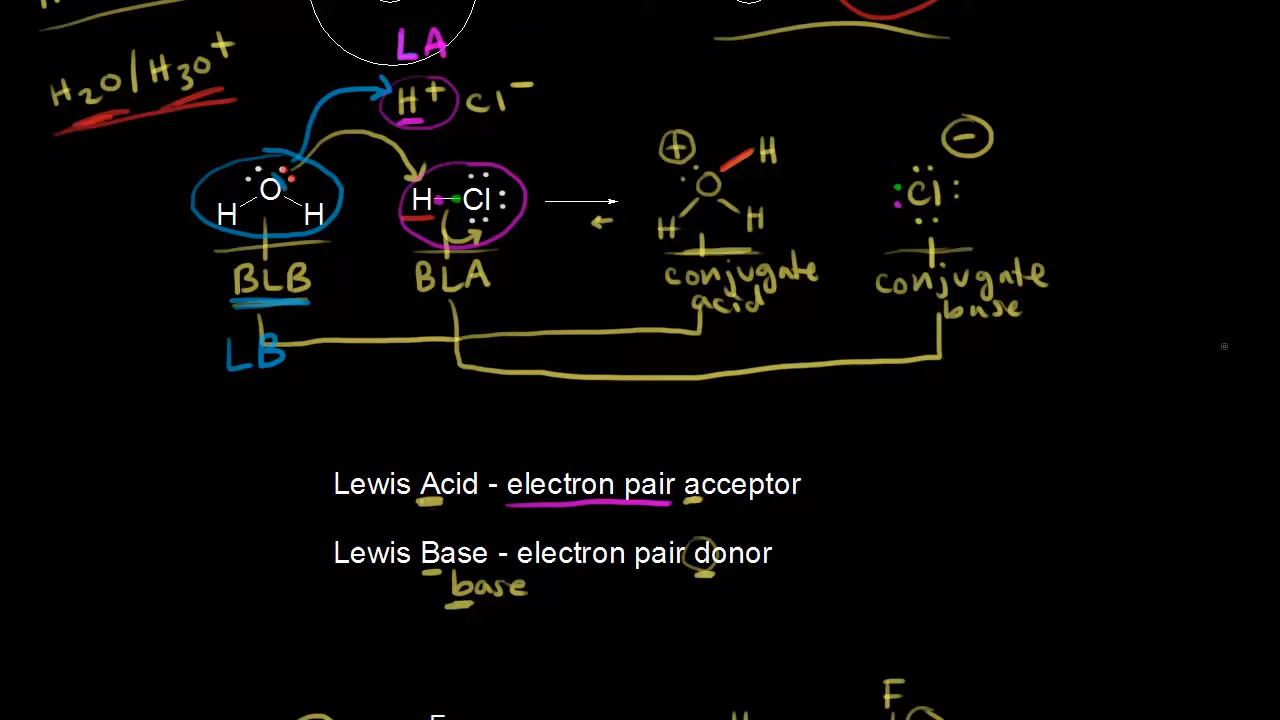 LA
H2O/H3O+
H+ Cl-
O H H
H-Cl
+ O H H H
Cl -
BLB
BLA
conjugate acid
conjugate base
LB
Lewis Acid - electron pair acceptor
Lewis Base - electron pair donor
base
F